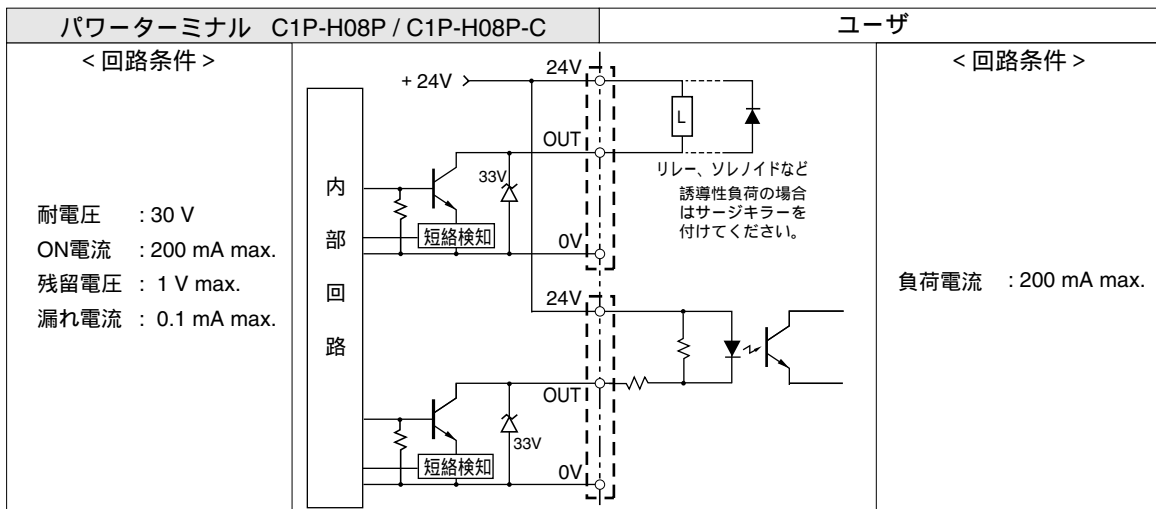 パワーターミナル C1P-H08P / C1P-H08P-C
ユーザ
< 回路条件 >
耐電圧 : 30 V
ON電流 : 200 mA max.
残留電圧 : 1 V max.
漏れ電流 : 0.1 mA max.
内部回路
+ 24V
24V
OUT
33V
短絡検知
0V
L
リレー、ソレノイドなど
誘導性負荷の場合
はサージキラーを
付けてください。
24V
OUT
33V
短絡検知
0V
< 回路条件 >
負荷電流 : 200 mA max.